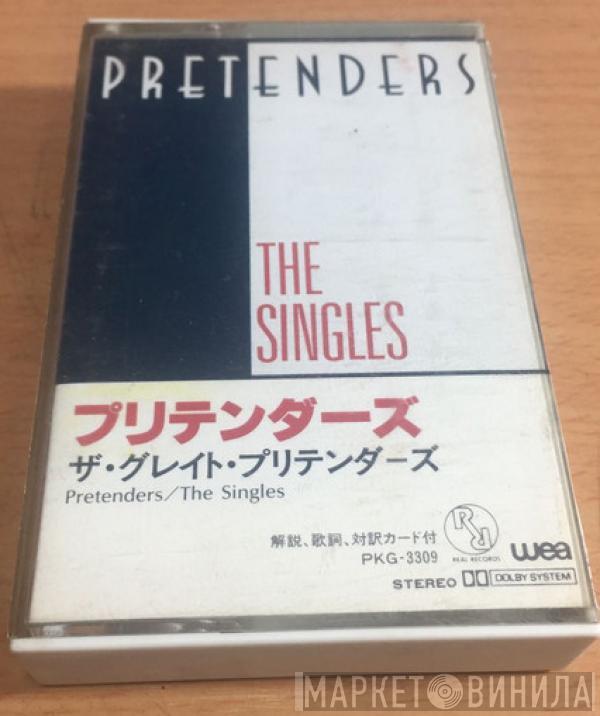 PRETENDERS
THE
SINGLES
プリテンダーズ
ザ・グレイト・プリテンダーズ
Pretenders/The Singles
解説、歌詞、対訳カード付
PKG-3309
REAL RECORDS
wea
STEREO DOLBY SYSTEM
МАРКЕТ ВИНИЛА